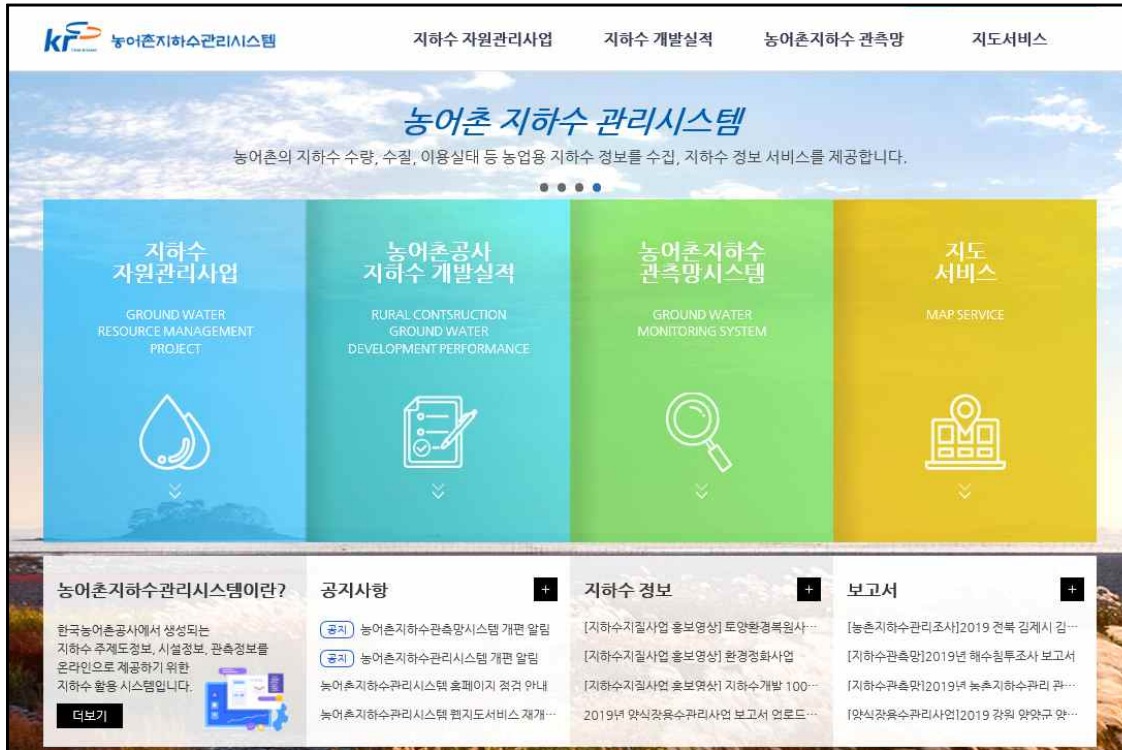 kr 농어촌지하수관리시스템
지하수 자원관리사업 지하수 개발실적 농어촌지하수 관측망 지도서비스
농어촌 지하수 관리시스템
농어촌의 지하수 수량, 수질, 이용실태 등 농업용 지하수 정보를 수집, 지하수 정보 서비스를 제공합니다.
지하수
자원관리사업
GROUND WATER
RESOURCE MANAGEMENT
PROJECT
농어촌공사
지하수 개발실적
RURAL CONTSRUCTION
GROUND WATER
DEVELOPMENT PERFORMANCE
농어촌지하수
관측망시스템
GROUND WATER
MONITORING SYSTEM
지도
서비스
MAP SERVICE
농어촌지하수관리시스템이란?
한국농어촌공사에서 생성되는
지하수 주제도정보, 시설정보, 관측정보를
온라인으로 제공하기 위한
지하수 활용 시스템입니다.
더보기
공지사항 +
공지 농어촌지하수관측망시스템 개편 알림
공지 농어촌지하수관리시스템 개편 알림
농어촌지하수관리시스템 홈페이지 점검 안내
농어촌지하수관리시스템 웹지도서비스 재개…
지하수 정보 +
[지하수지질사업 홍보영상] 토양환경복원사…
[지하수지질사업 홍보영상] 환경정화사업
[지하수지질사업 홍보영상] 지하수개발 100…
2019년 양식장용수관리사업 보고서 업로드…
보고서 +
[농촌지하수관리조사]2019 전북 김제시 김…
[지하수관측망]2019년 해수침투조사 보고서
[지하수관측망]2019년 농촌지하수관리 관…
[양식장용수관리사업]2019 강원 양양군 양…